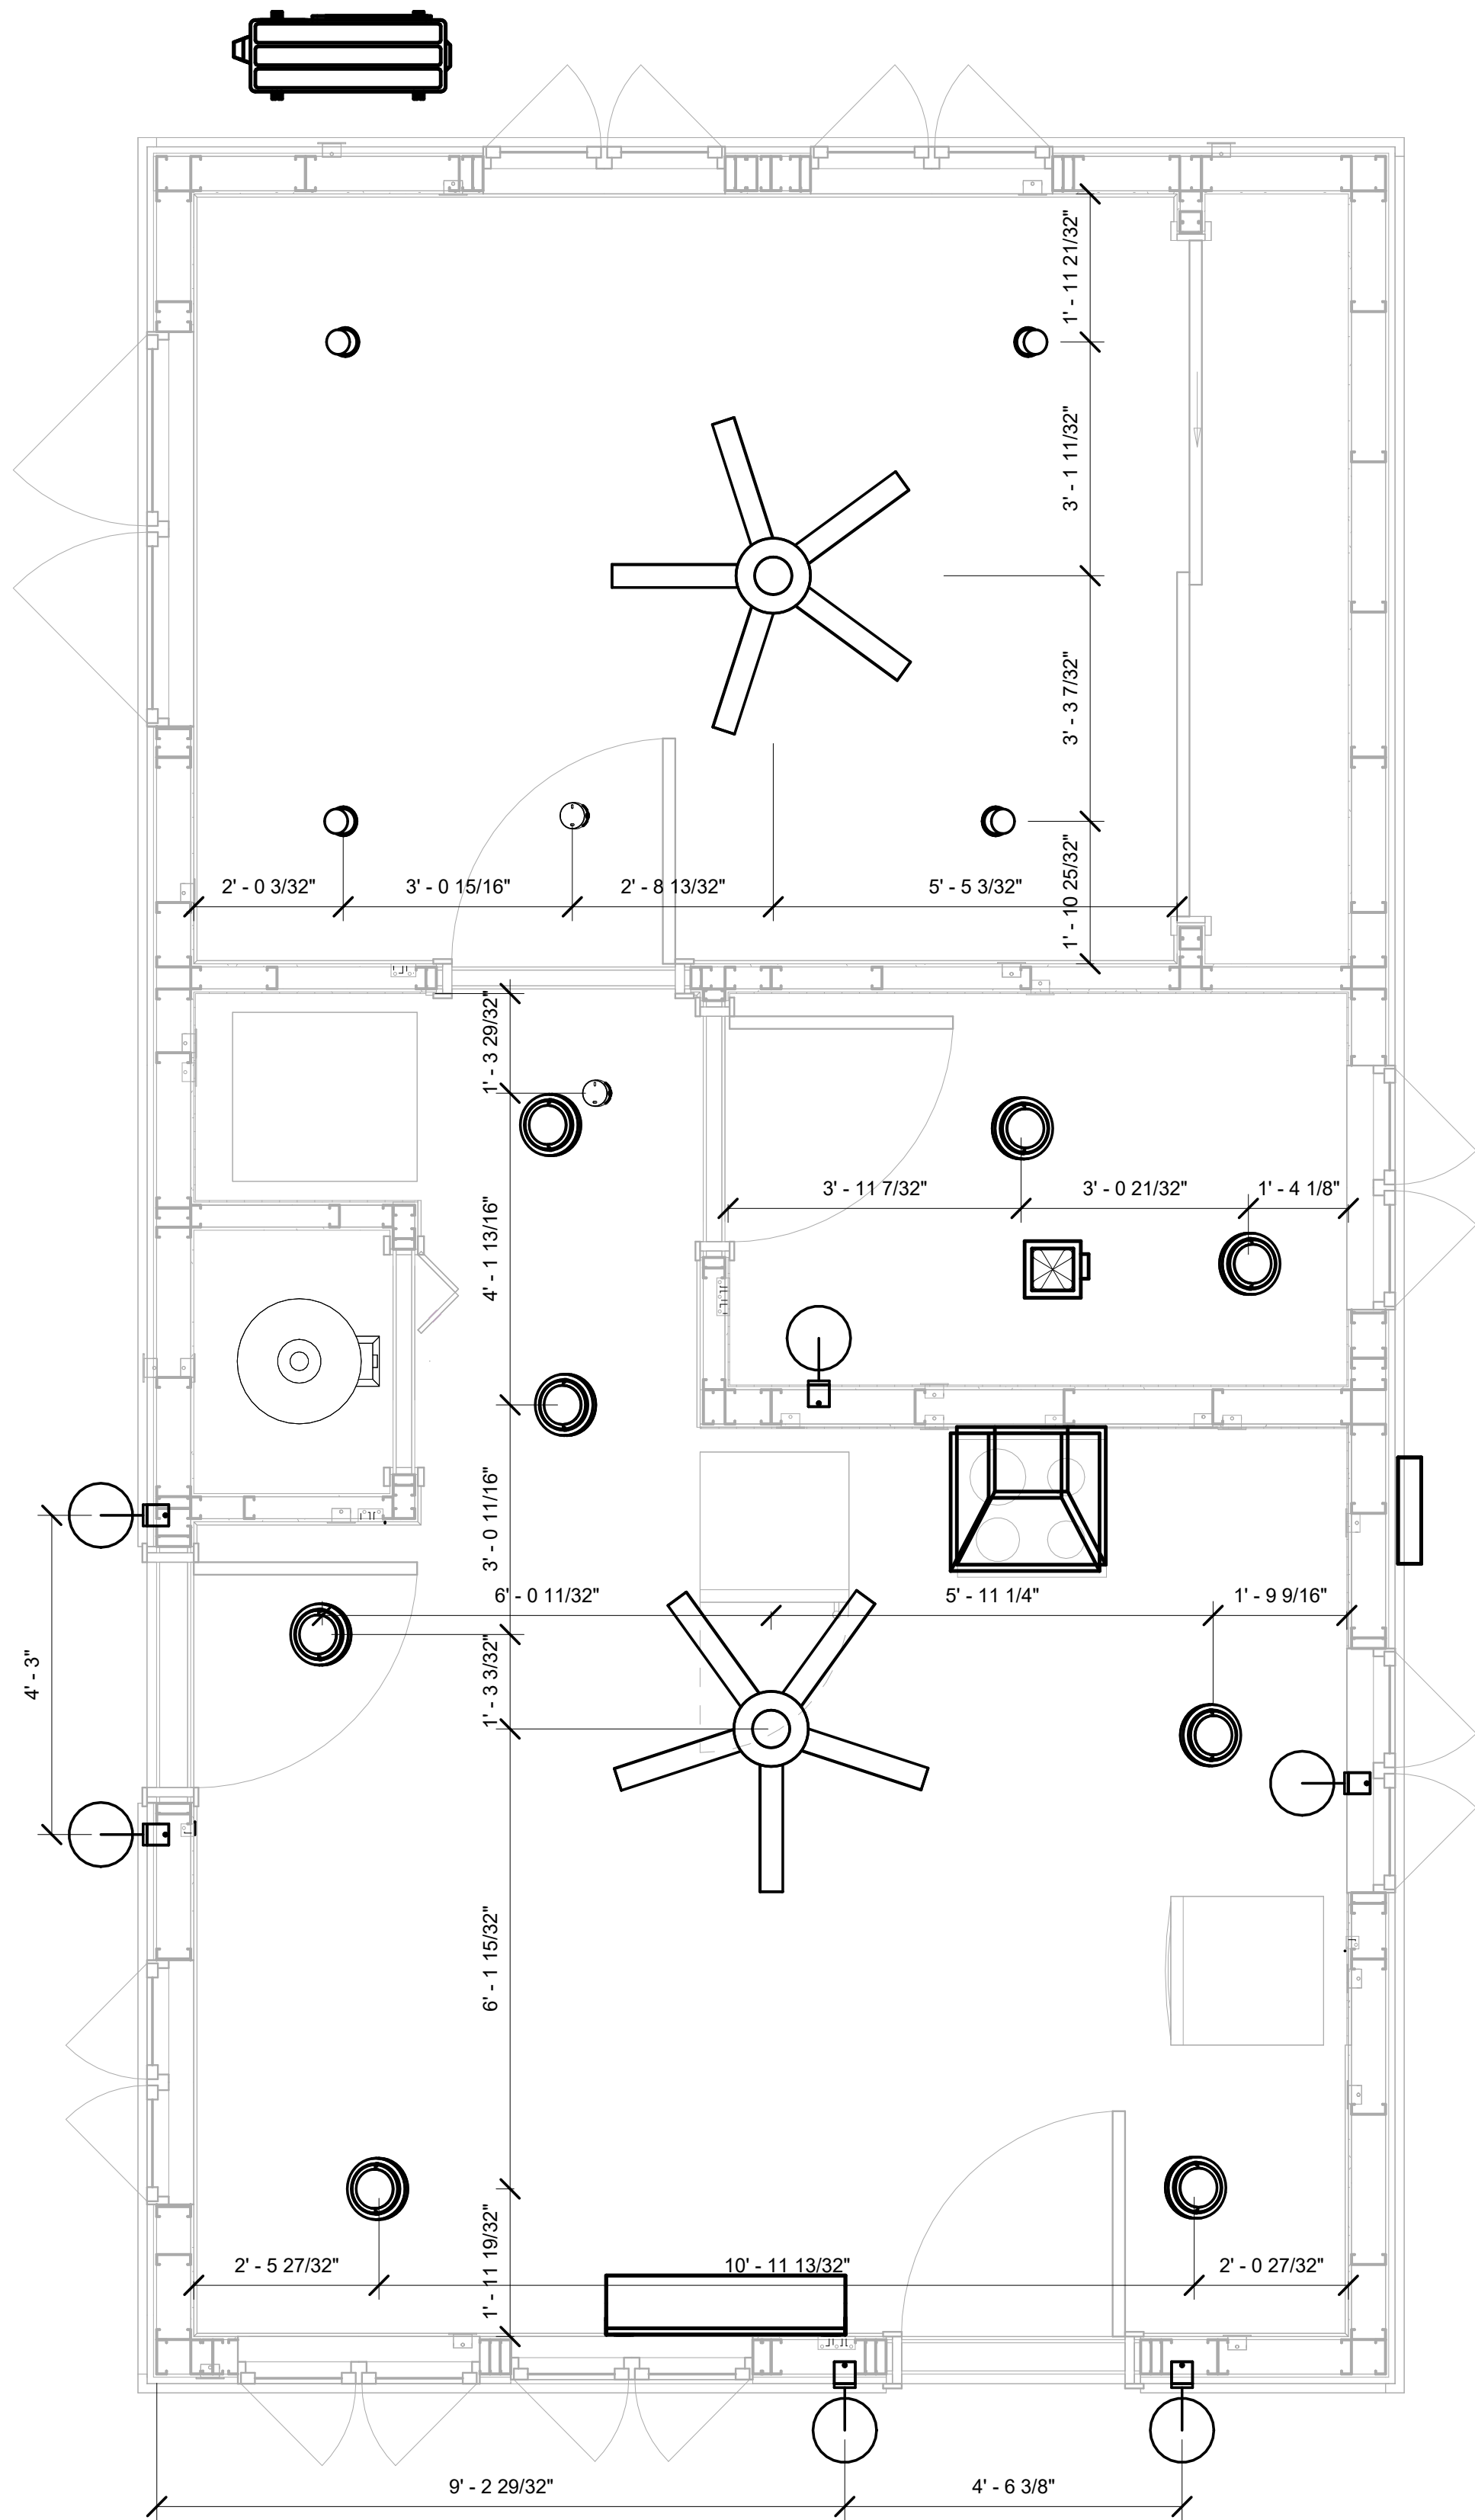 1' - 11 21/32"
3' - 1 11/32"
3' - 3 7/32"
1' - 10 25/32"
2' - 0 3/32"
3' - 0 15/16"
2' - 8 13/32"
5' - 5 3/32"
1' - 3 29/32"
4' - 1 13/16"
3' - 11 7/32"
3' - 0 21/32"
1' - 4 1/8"
3' - 0 11/16"
6' - 0 11/32"
5' - 11 1/4"
1' - 9 9/16"
4' - 3"
1' - 3 3/32"
6' - 1 15/32"
1' - 11 19/32"
2' - 5 27/32"
10' - 11 13/32"
2' - 0 27/32"
9' - 2 29/32"
4' - 6 3/8"